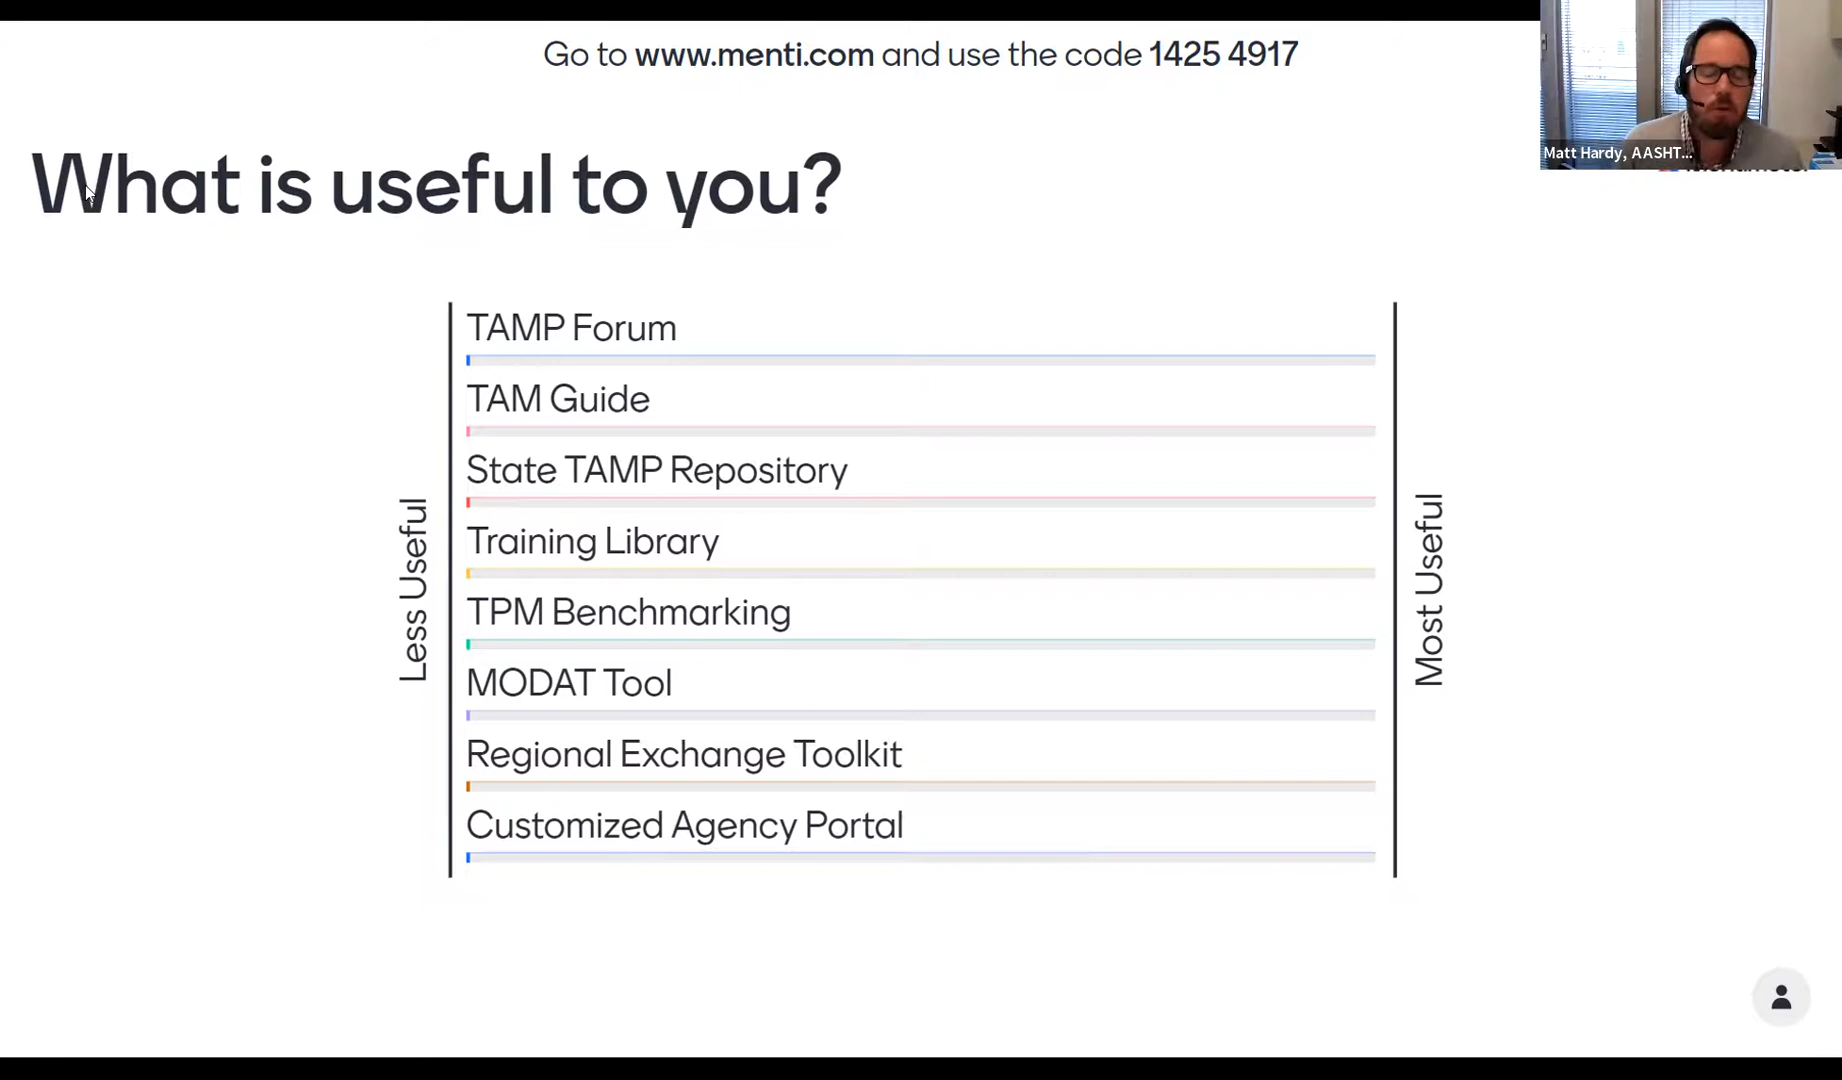 Go to www.menti.com and use the code 1425 4917
Matt Hardy, AASHT...
What is useful to you?
TAMP Forum
TAM Guide
State TAMP Repository
Training Library
TPM Benchmarking
MODAT Tool
Regional Exchange Toolkit
Customized Agency Portal
Less Useful
Most Useful